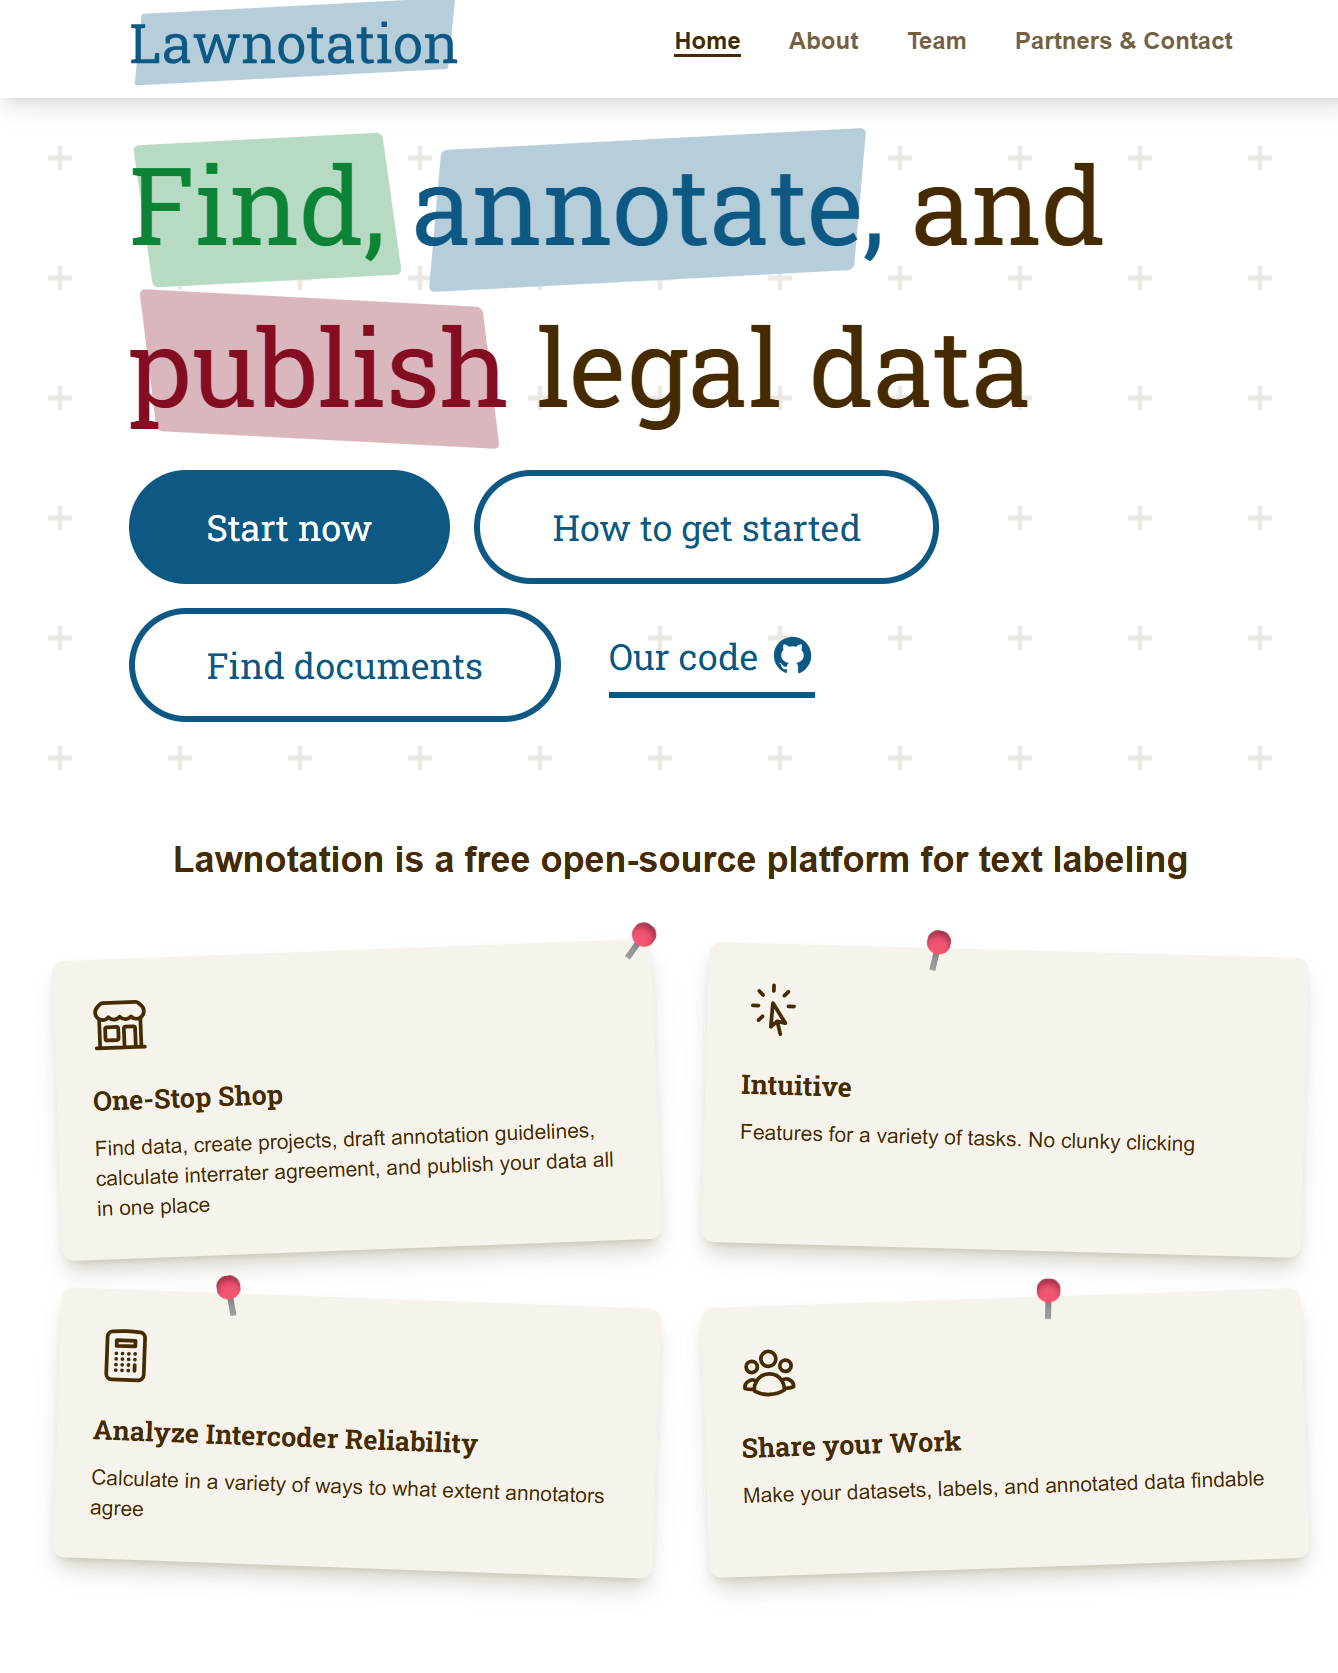 Lawnotation
Home About Team Partners & Contact
Find, annotate, and
publish legal data
Start now
How to get started
Find documents
Our code
Lawnotation is a free open-source platform for text labeling
One-Stop Shop
Find data, create projects, draft annotation guidelines,
calculate interrater agreement, and publish your data all
in one place
Intuitive
Features for a variety of tasks. No clunky clicking
Analyze Intercoder Reliability
Calculate in a variety of ways to what extent annotators
agree
Share your Work
Make your datasets, labels, and annotated data findable